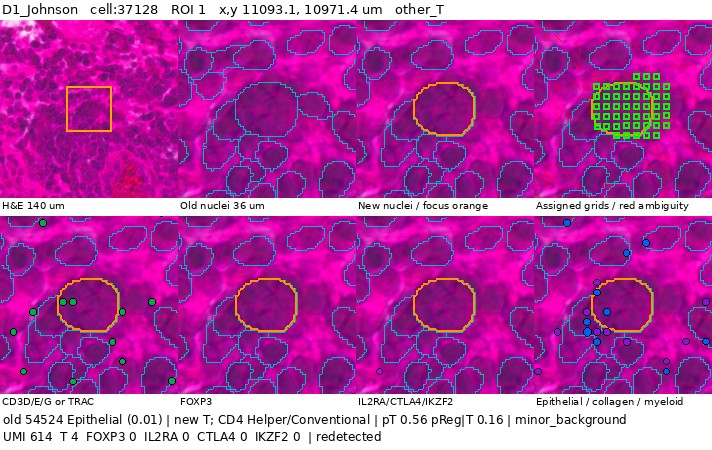 D1_Johnson   cell:37128   ROI 1   x,y 11093.1, 10971.4 um   other_T
H&E 140 um
Old nuclei 36 um
New nuclei / focus orange
Assigned grids / red ambiguity
CD3D/E/G or TRAC
FOXP3
IL2RA/CTLA4/IKZF2
Epithelial / collagen / myeloid
old 54524 Epithelial (0.01) | new T; CD4 Helper/Conventional | pT 0.56 pReg|T 0.16 | minor_background
UMI 614  T 4  FOXP3 0  IL2RA 0  CTLA4 0  IKZF2 0  | redetected